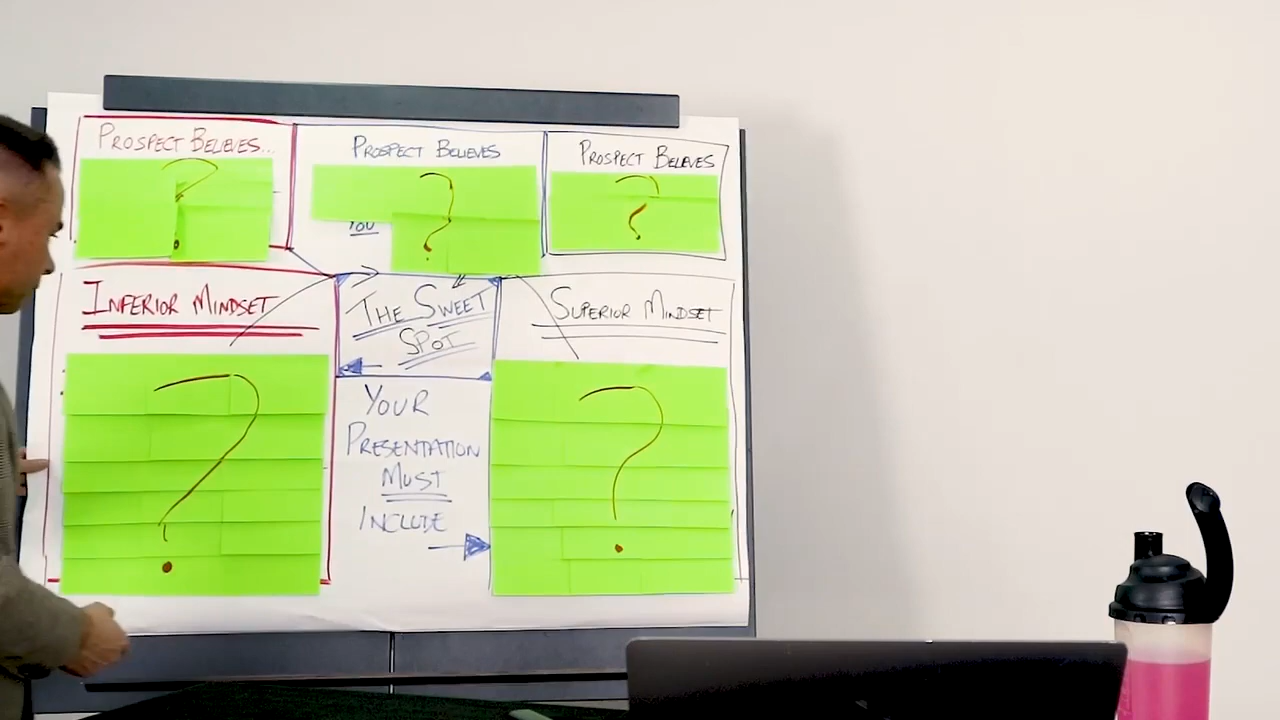 PROSPECT BELIEVES...
?
PROSPECT BELIEVES
?
YOU
PROSPECT BELIEVES
?
INFERIOR MINDSET
?
THE SWEET
SPOT
YOUR
PRESENTATION
MUST
INCLUDE
SUPERIOR MINDSET
?